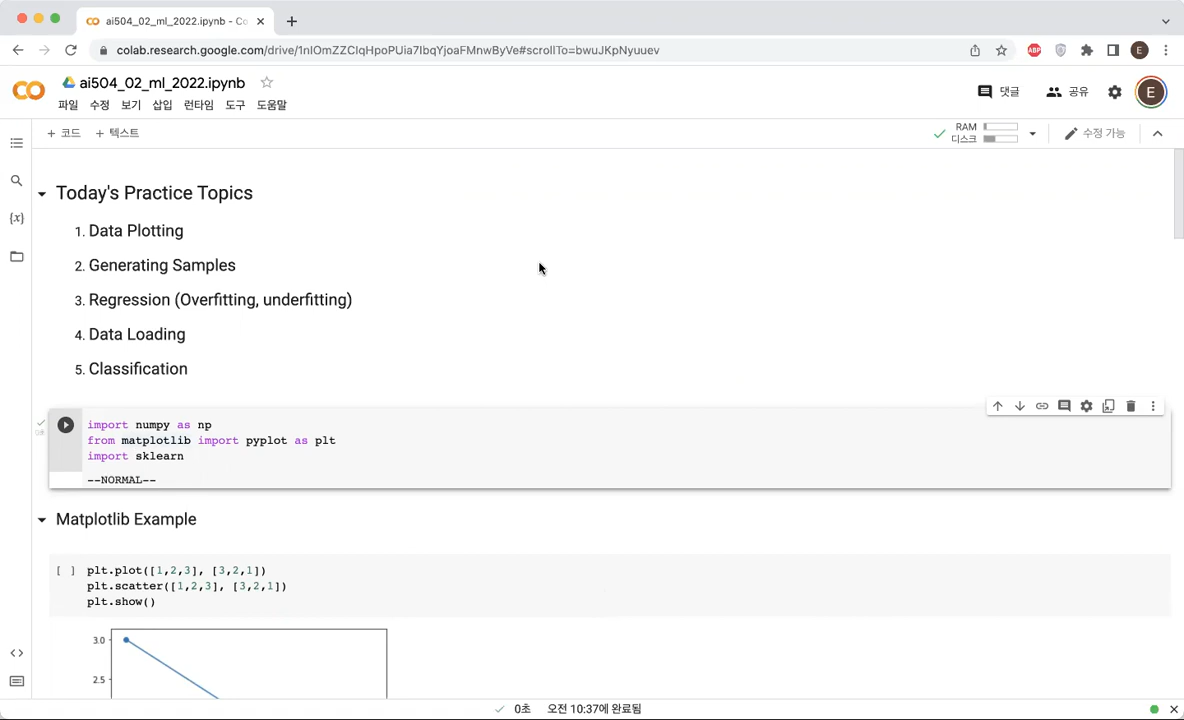 ai504_02_ml_2022.ipynb - Co
colab.research.google.com/drive/1nIOmZZCIqHpoPUia7IbqYjoaFMnwByVe#scrollTo=bwuJKpNyuuev
ABP
E
ai504_02_ml_2022.ipynb
파일 수정 보기 삽입 런타임 도구 도움말
댓글
공유
E
+ 코드 + 텍스트
RAM
디스크
수정 가능
Today's Practice Topics
1. Data Plotting
2. Generating Samples
3. Regression (Overfitting, underfitting)
4. Data Loading
5. Classification
import numpy as np
from matplotlib import pyplot as plt
import sklearn
--NORMAL--
Matplotlib Example
[ ] plt.plot([1,2,3], [3,2,1])
plt.scatter([1,2,3], [3,2,1])
plt.show()
3.0
2.5
0초 오전 10:37에 완료됨